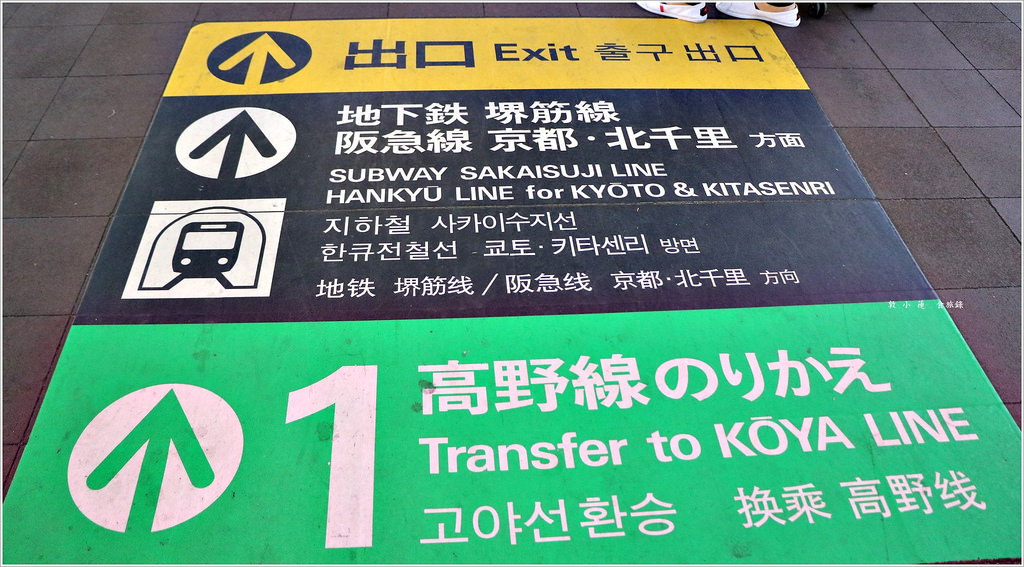 出口 Exit 출구 出口
地下鉄 堺筋線
阪急線 京都・北千里 方面
SUBWAY SAKAISUJI LINE
HANKYŪ LINE for KYŌTO & KITASENRI
지하철 사카이수지선
한큐전철선 쿄토·키타센리 방면
地铁 堺筋线 / 阪急线 京都·北千里 方向
1 高野線のりかえ
Transfer to KŌYA LINE
고야선환승 换乘 高野线